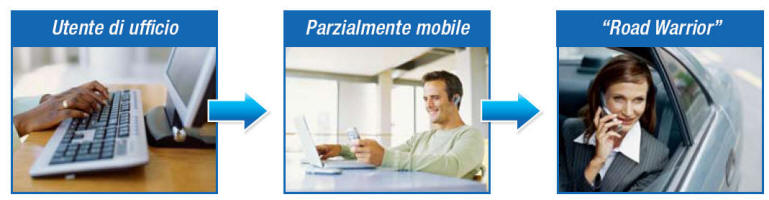 Utente di ufficio
Parzialmente mobile
“Road Warrior”